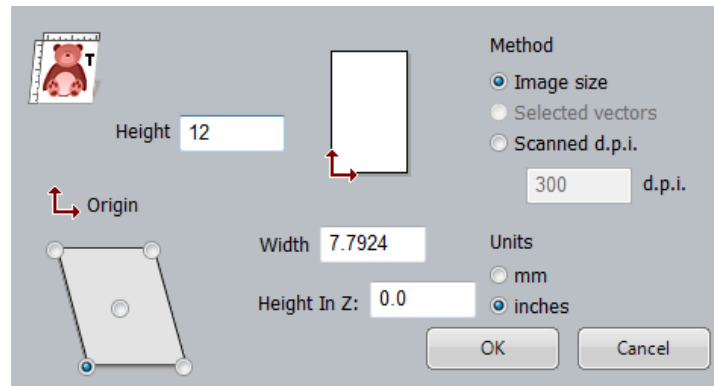 T
Height 12
Origin
Method
Image size
Selected vectors
Scanned d.p.i.
300 d.p.i.
Width 7.7924
Height In Z: 0.0
Units
mm
inches
OK Cancel